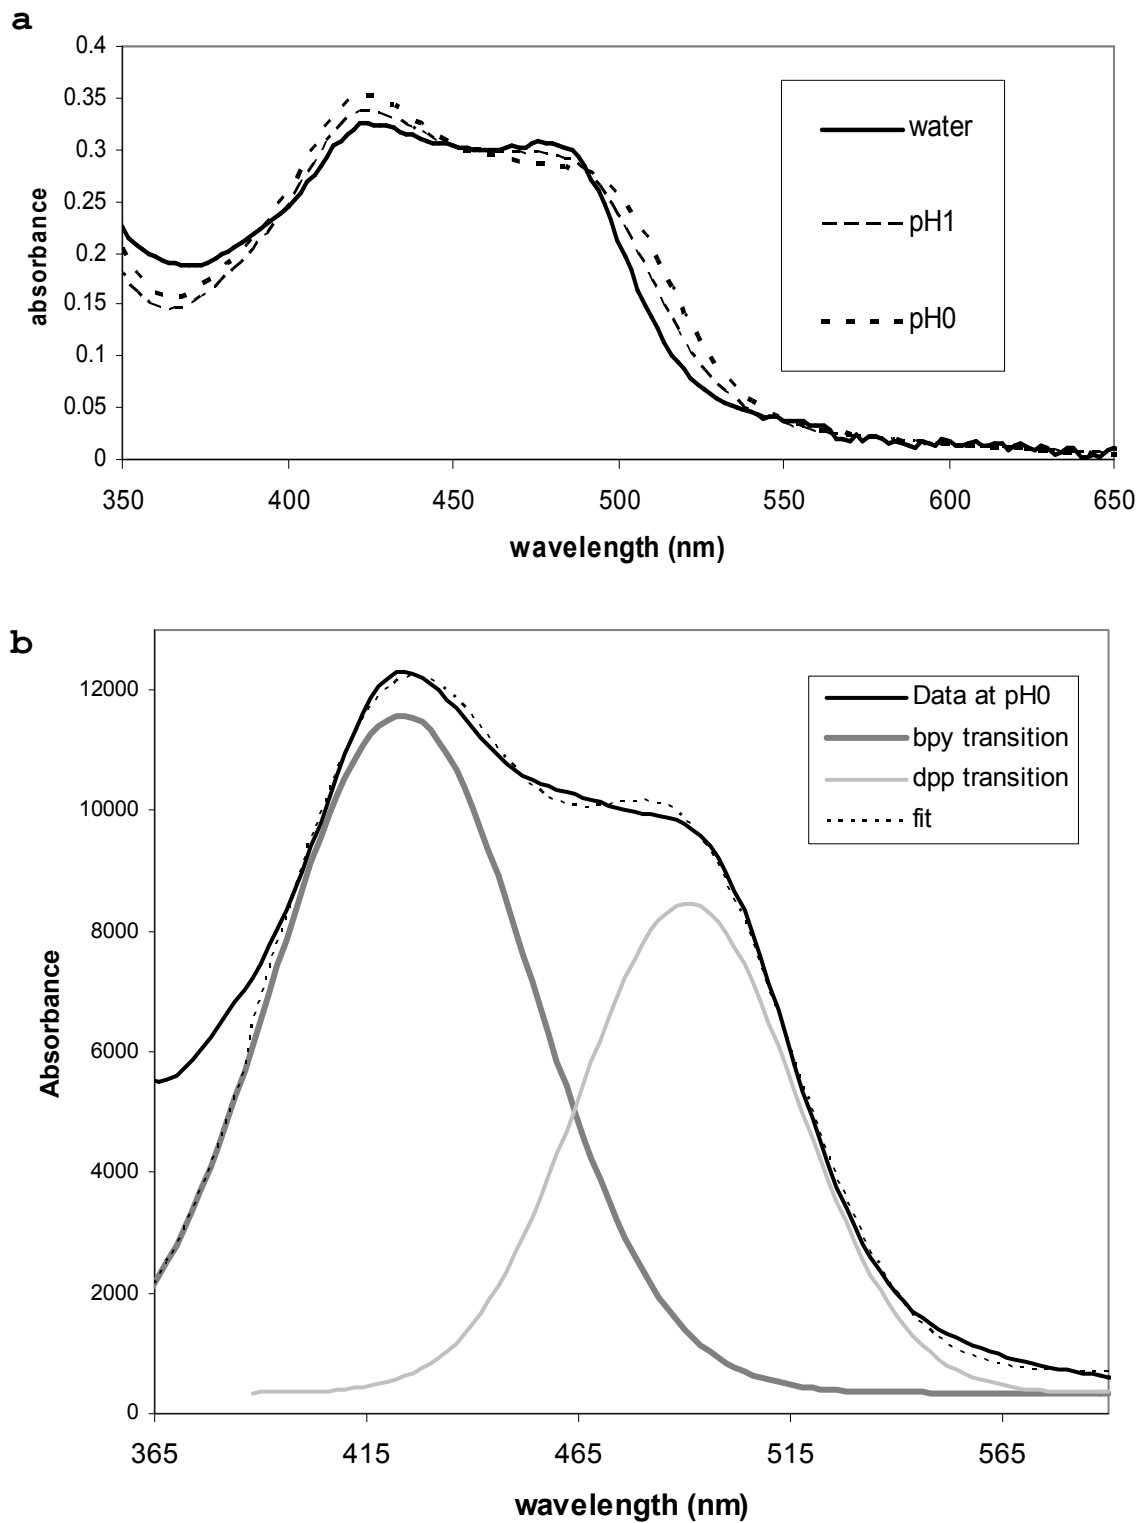 a
0.4
0.35
0.3
0.25
0.2
0.15
0.1
0.05
0
absorbance
water
pH1
pH0
350 400 450 500 550 600 650
wavelength (nm)
b
12000
10000
8000
6000
4000
2000
0
Absorbance
Data at pH0
bpy transition
dpp transition
fit
365 415 465 515 565
wavelength (nm)